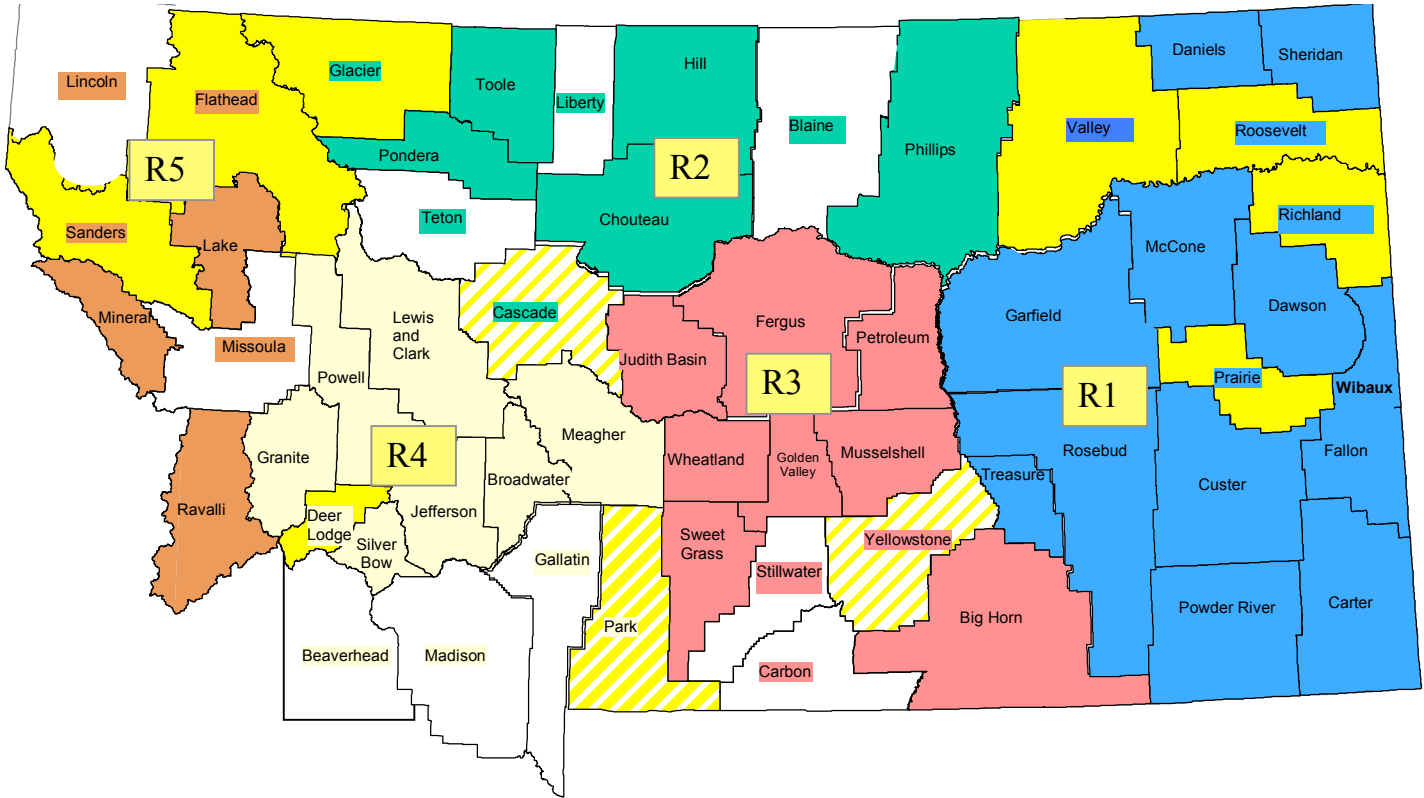 Lincoln
Flathead
Glacier
Toole
Liberty
Hill
Blaine
Phillips
Valley
Daniels
Sheridan
Roosevelt
R5
Pondera
R2
Sanders
Lake
Teton
Chouteau
McCone
Richland
Mineral
Missoula
Lewis
and
Clark
Cascade
Fergus
Petroleum
Garfield
Dawson
Powell
Judith Basin
R3
R1
Prairie
Wibaux
Granite
R4
Meagher
Broadwater
Wheatland
Golden
Valley
Musselshell
Treasure
Rosebud
Custer
Fallon
Ravalli
Deer
Lodge
Silver
Bow
Jefferson
Gallatin
Sweet
Grass
Stillwater
Yellowstone
Park
Big Horn
Powder River
Carter
Beaverhead
Madison
Carbon